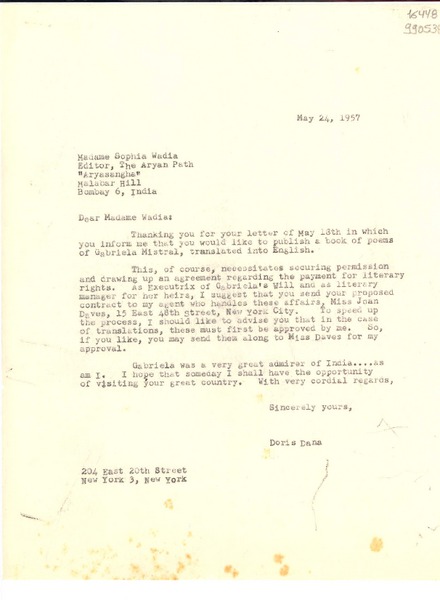 16448
990538
May 24, 1957
Madame Sophia Wadia
Editor, The Aryan Path
"Aryasangha"
Malabar Hill
Bombay 6, India
Dear Madame Wadia:
Thanking you for your letter of May 18th in which
you inform me that you would like to publish a book of poems
of Gabriela Mistral, translated into English.
This, of course, necessitates securing permission
and drawing up an agreement regarding the payment for literary
rights. As Executrix of Gabriela's Will and as literary
manager for her heirs, I suggest that you send your proposed
contract to my agent who handles these affairs, Miss Joan
Daves, 15 East 48th street, New York City. To speed up
the process, I should like to advise you that in the case
of translations, these must first be approved by me. So,
if you like, you may send them along to Miss Daves for my
approval.
Gabriela was a very great admirer of India....as
am I. I hope that someday I shall have the opportunity
of visiting your great country. With very cordial regards,
Sincerely yours,
Doris Dana
204 East 20th Street
New York 3, New York